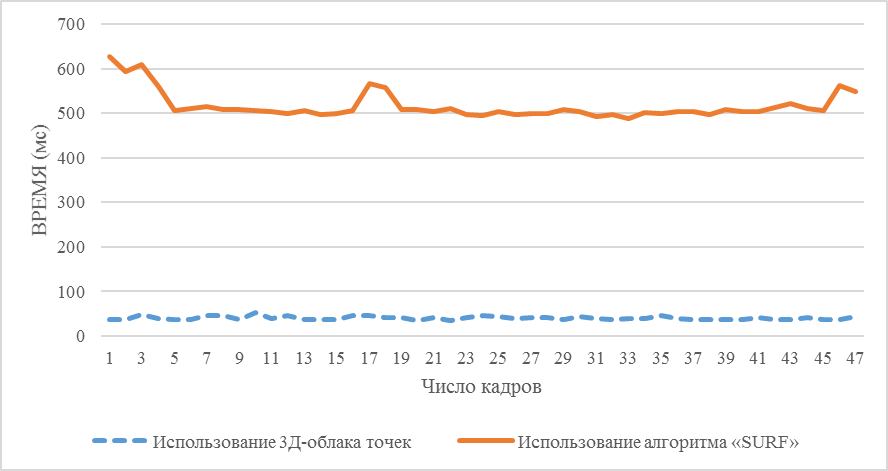 700
600
500
400
300
200
100
0
ВРЕМЯ (мс)
1 3 5 7 9 11 13 15 17 19 21 23 25 27 29 31 33 35 37 39 41 43 45 47
Число кадров
Использование 3Д-облака точек
Использование алгоритма «SURF»